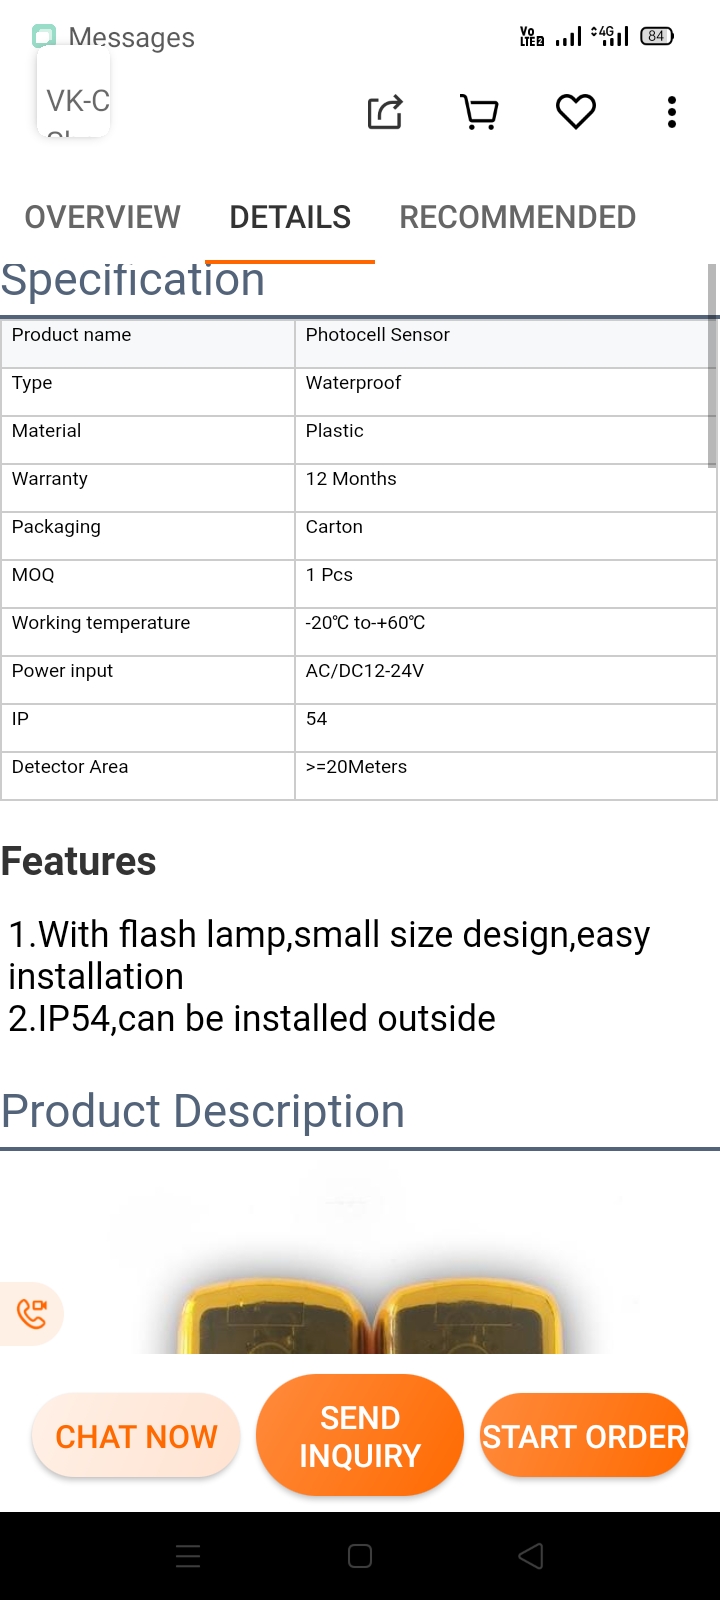 Messages
Vo LTE2 4G 84
VK-C
OVERVIEW DETAILS RECOMMENDED
Specification
Product name Photocell Sensor
Type Waterproof
Material Plastic
Warranty 12 Months
Packaging Carton
MOQ 1 Pcs
Working temperature -20℃ to-+60℃
Power input AC/DC12-24V
IP 54
Detector Area >=20Meters
Features
1.With flash lamp,small size design,easy
installation
2.IP54,can be installed outside
Product Description
CHAT NOW
SEND
INQUIRY
START ORDER